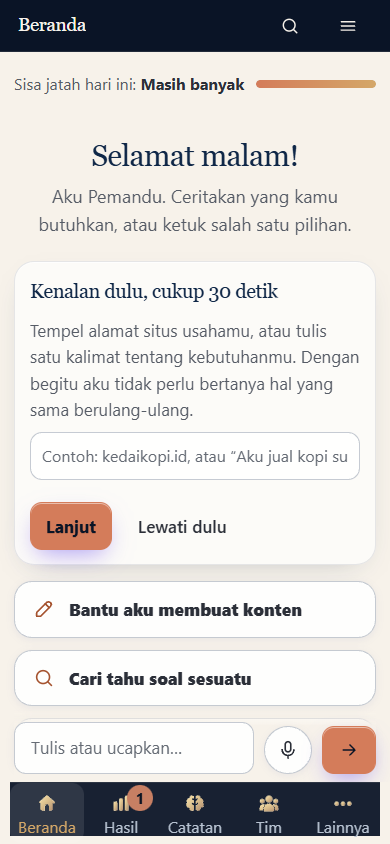 Beranda
Sisa jatah hari ini: Masih banyak
Selamat malam!
Aku Pemandu. Ceritakan yang kamu
butuhkan, atau ketuk salah satu pilihan.
Kenalan dulu, cukup 30 detik
Tempel alamat situs usahamu, atau tulis
satu kalimat tentang kebutuhanmu. Dengan
begitu aku tidak perlu bertanya hal yang
sama berulang-ulang.
Contoh: kedaikopi.id, atau “Aku jual kopi su
Lanjut
Lewati dulu
Bantu aku membuat konten
Cari tahu soal sesuatu
Tulis atau ucapkan...
1
Beranda
Hasil
Catatan
Tim
Lainnya